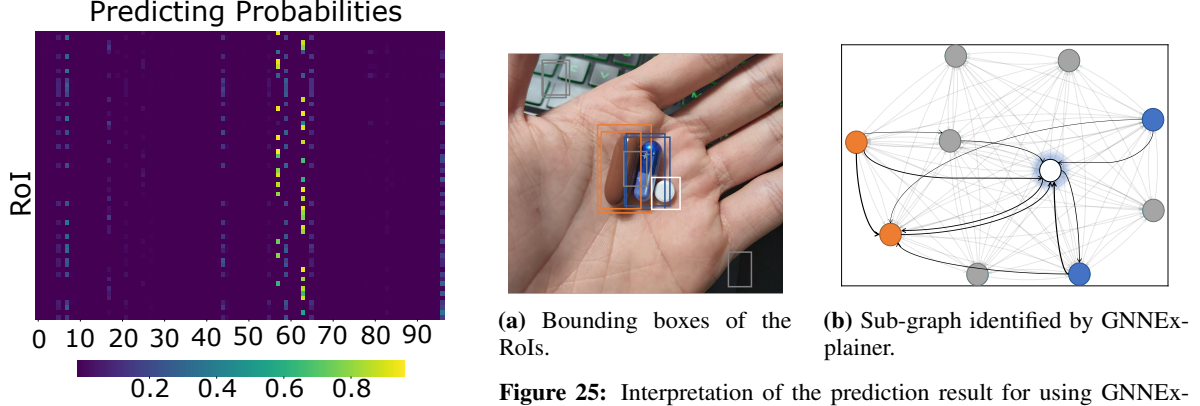 Predicting Probabilities
RoI
0 10 20 30 40 50 60 70 80 90
0.2 0.4 0.6 0.8
(a) Bounding boxes of the
RoIs.
(b) Sub-graph identified by GNNEx-
plainer.
Figure 25: Interpretation of the prediction result for using GNNEx-